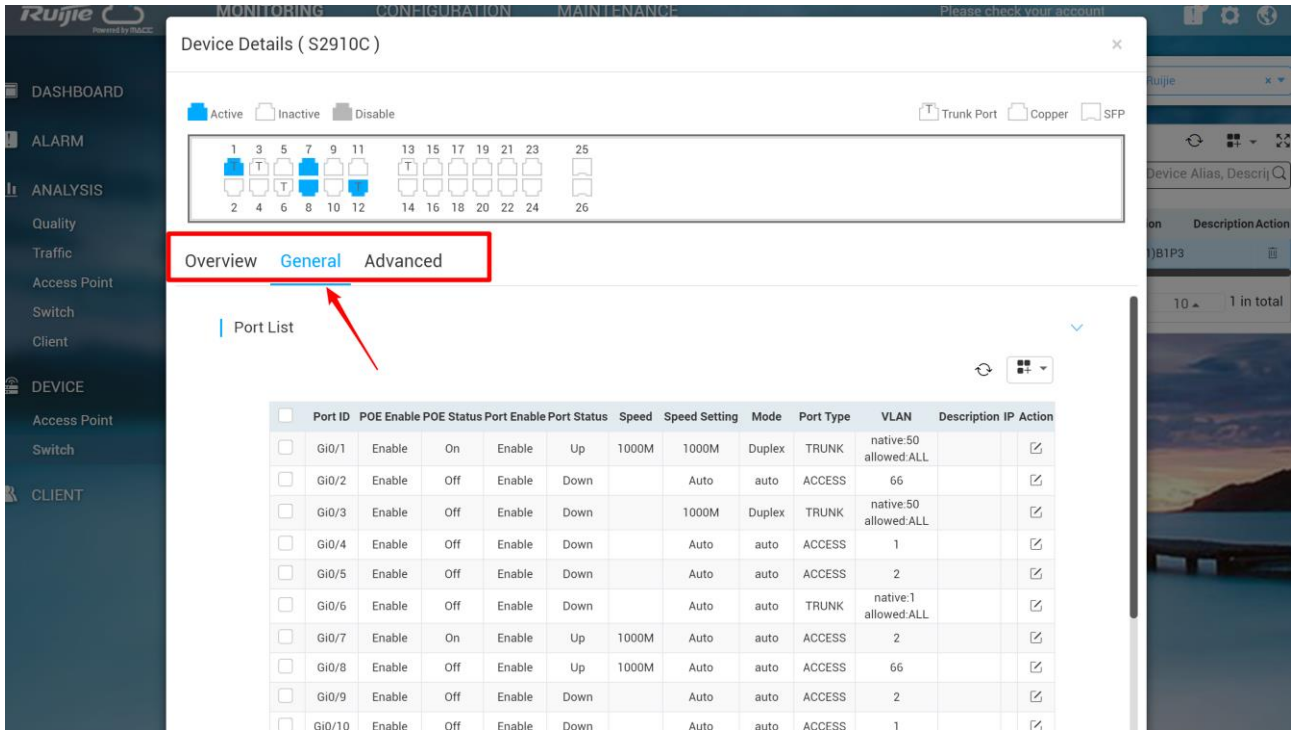 Ruijie
Powered by MACC
MONITORING CONFIGURATION MAINTENANCE Please check your account
Device Details ( S2910C ) ×
DASHBOARD
ALARM
ANALYSIS
Quality
Traffic
Access Point
Switch
Client
DEVICE
Access Point
Switch
CLIENT
Active Inactive Disable T Trunk Port Copper SFP
1 3 5 7 9 11 13 15 17 19 21 23 25
T T T
T T
2 4 6 8 10 12 14 16 18 20 22 24 26
Overview General Advanced
Port List
Port ID POE Enable POE Status Port Enable Port Status Speed Speed Setting Mode Port Type VLAN Description IP Action
Gi0/1 Enable On Enable Up 1000M 1000M Duplex TRUNK native:50 allowed:ALL
Gi0/2 Enable Off Enable Down Auto auto ACCESS 66
Gi0/3 Enable Off Enable Down 1000M Duplex TRUNK native:50 allowed:ALL
Gi0/4 Enable Off Enable Down Auto auto ACCESS 1
Gi0/5 Enable Off Enable Down Auto auto ACCESS 2
Gi0/6 Enable Off Enable Down Auto auto TRUNK native:1 allowed:ALL
Gi0/7 Enable On Enable Up 1000M Auto auto ACCESS 2
Gi0/8 Enable Off Enable Up 1000M Auto auto ACCESS 66
Gi0/9 Enable Off Enable Down Auto auto ACCESS 2
Gi0/10 Enable Off Enable Down Auto auto ACCESS 1
Ruijie ×
Device Alias, Descrip
on Description Action
1)B1P3
10 1 in total